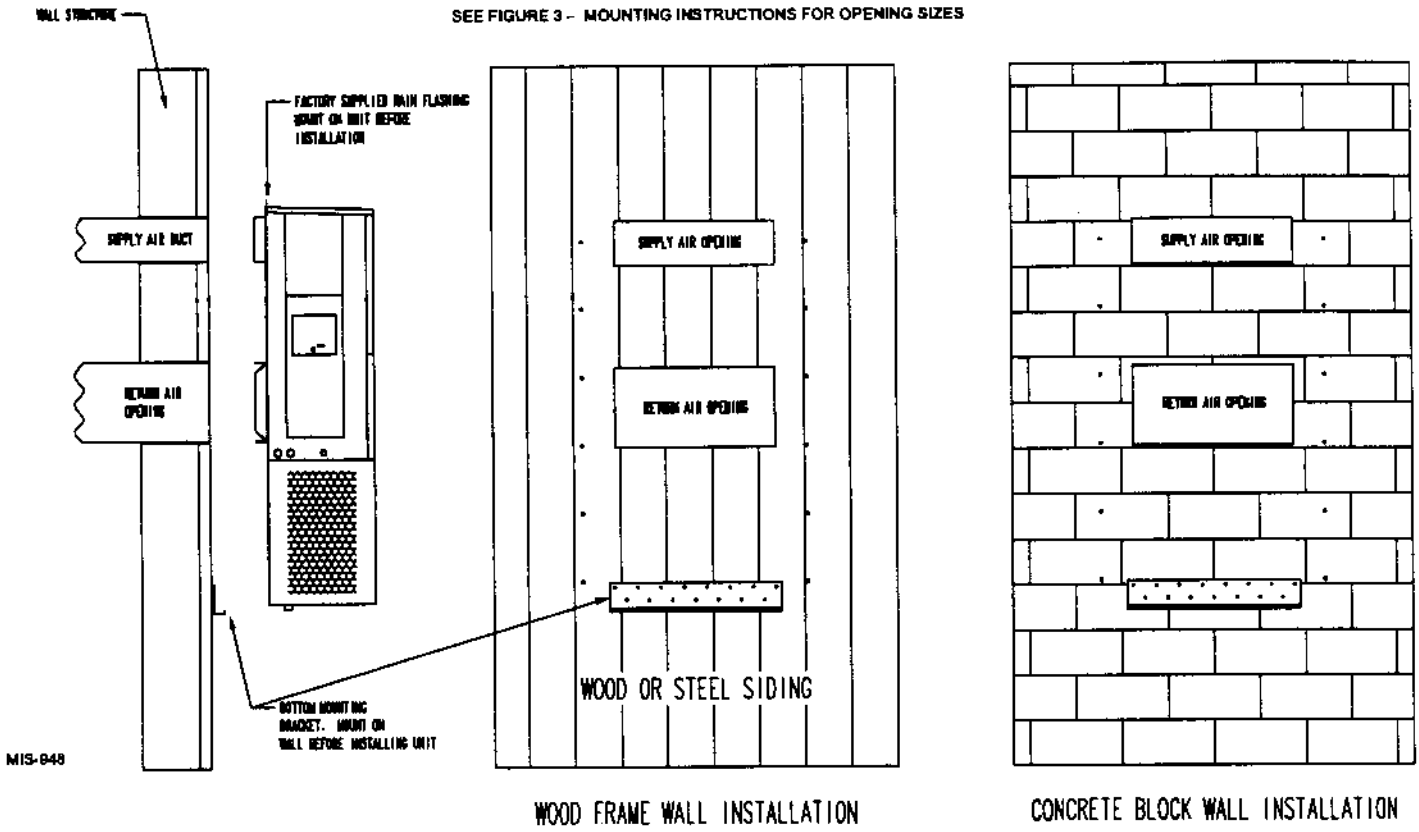 WALL STRUCTURE
SEE FIGURE 3 – MOUNTING INSTRUCTIONS FOR OPENING SIZES
FACTORY SUPPLIED RAIN FLASHING
MOUNT ON UNIT BEFORE
INSTALLATION
SUPPLY AIR DUCT
RETURN AIR
OPENING
SUPPLY AIR OPENING
RETURN AIR OPENING
SUPPLY AIR OPENING
RETURN AIR OPENING
WOOD OR STEEL SIDING
BOTTOM MOUNTING
BRACKET. MOUNT ON
WALL BEFORE INSTALLING UNIT
MIS-948
WOOD FRAME WALL INSTALLATION
CONCRETE BLOCK WALL INSTALLATION